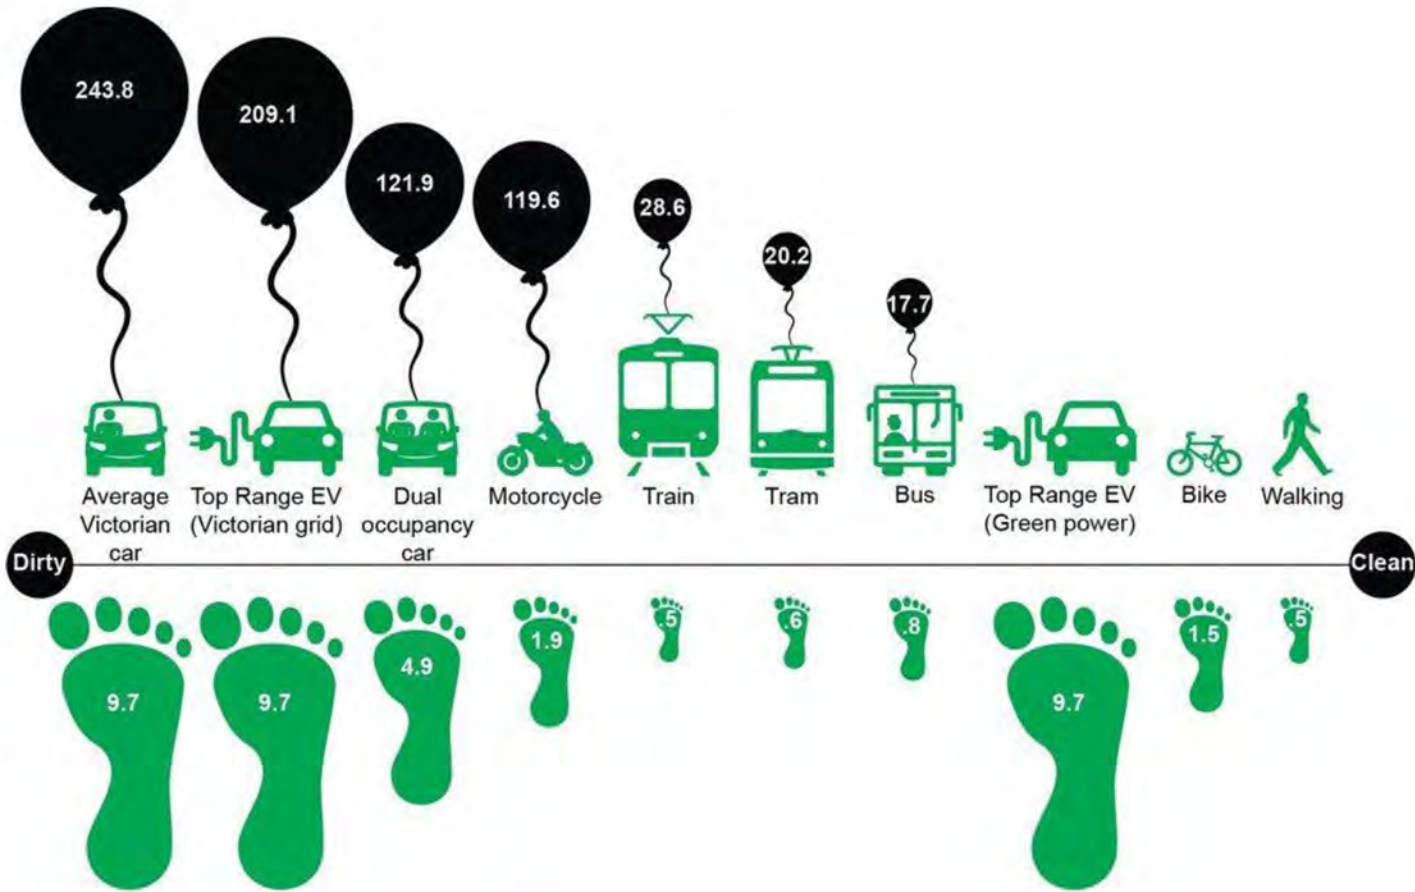 243.8
209.1
121.9
119.6
28.6
20.2
17.7
Average
Victorian
car
Top Range EV
(Victorian grid)
Dual
occupancy
car
Motorcycle
Train
Tram
Bus
Top Range EV
(Green power)
Bike
Walking
Dirty
Clean
9.7
9.7
4.9
1.9
.5
.6
.8
9.7
1.5
.5